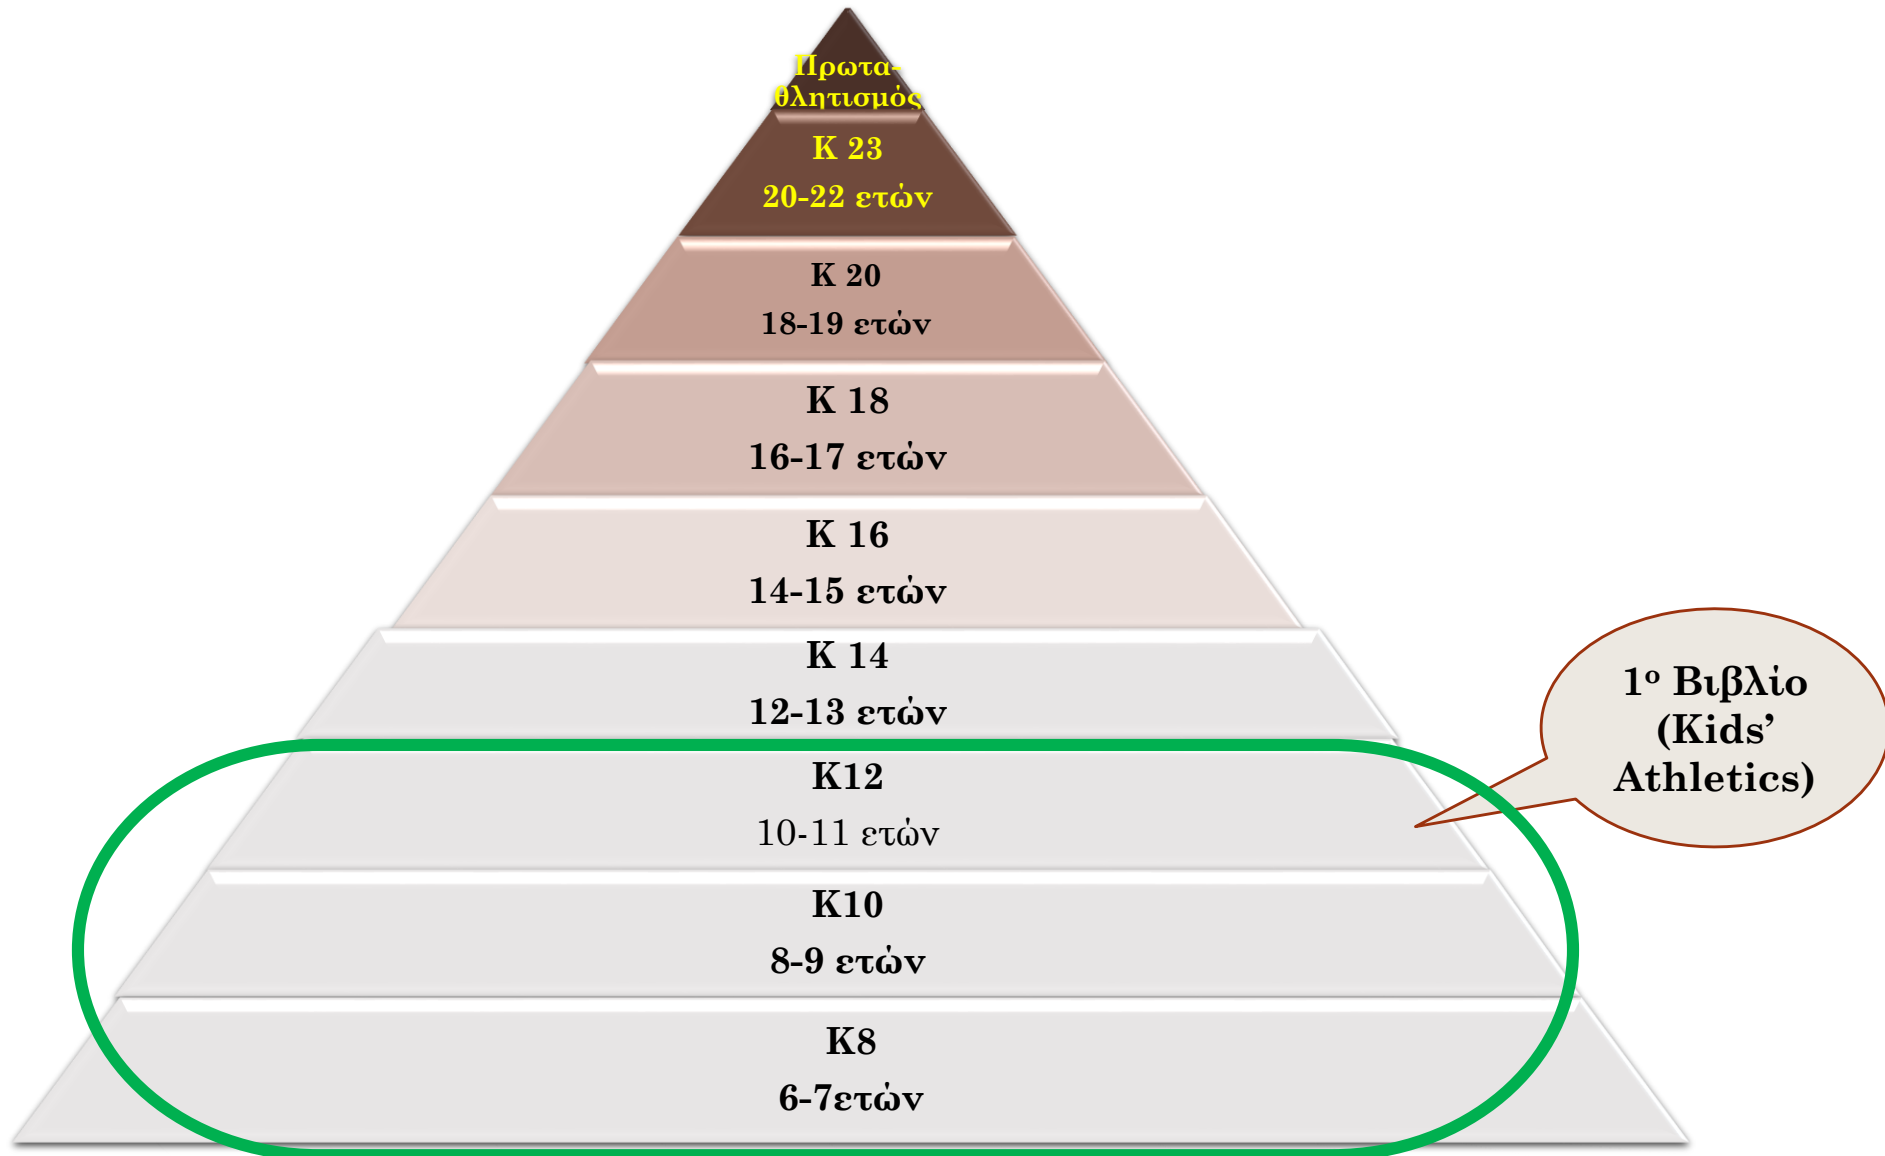 Πρωτα-
θλητισμός
Κ 23
20-22 ετών
Κ 20
18-19 ετών
Κ 18
16-17 ετών
Κ 16
14-15 ετών
Κ 14
12-13 ετών
Κ12
10-11 ετών
Κ10
8-9 ετών
Κ8
6-7ετών
1ο Βιβλίο
(Kids’
Athletics)